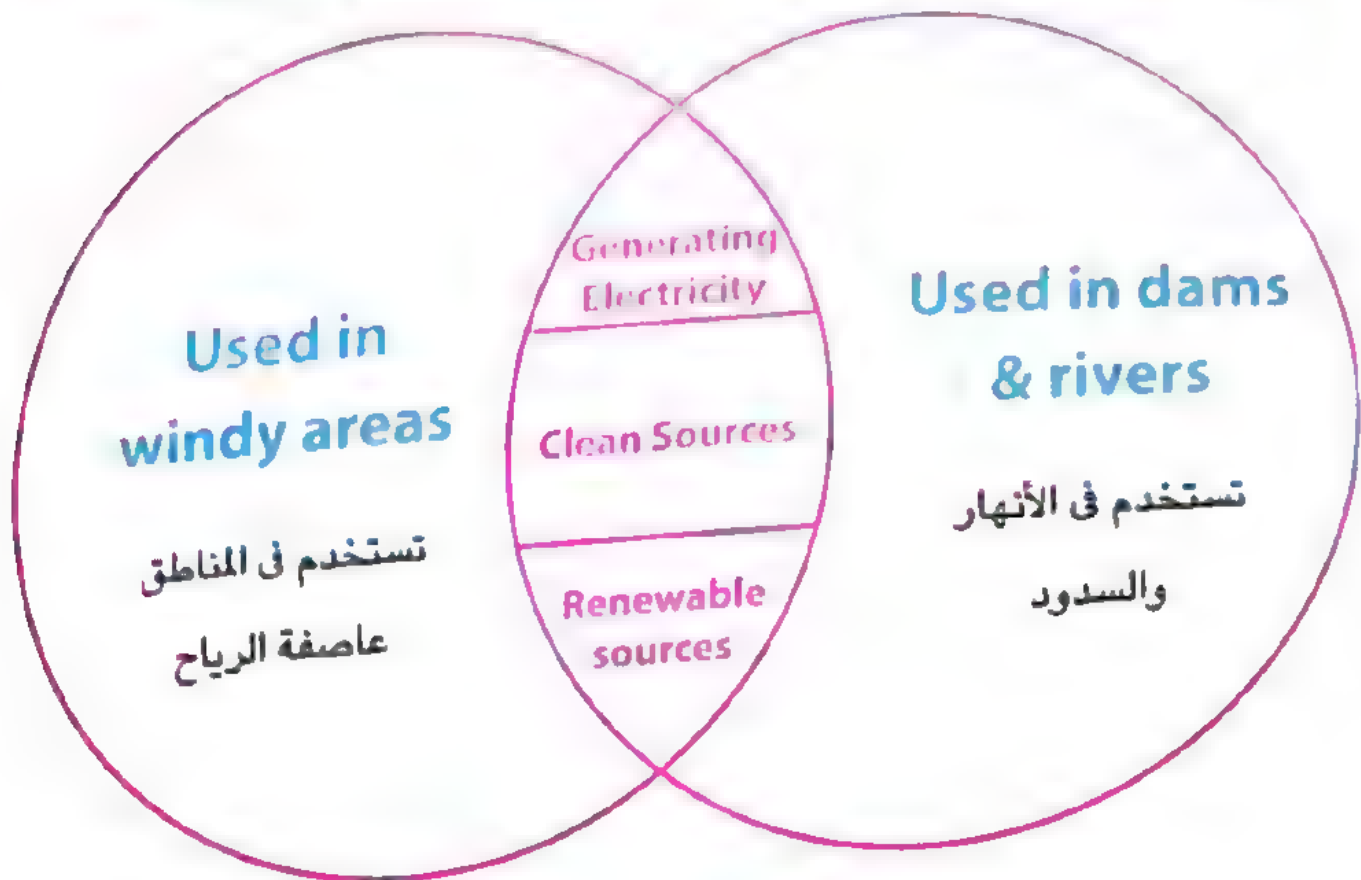 Used in
windy areas
تستخدم فى المناطق
عاصفة الرياح
Generating
Electricity
Clean Sources
Renewable
sources
Used in dams
& rivers
تستخدم فى الأنهار
والسدود